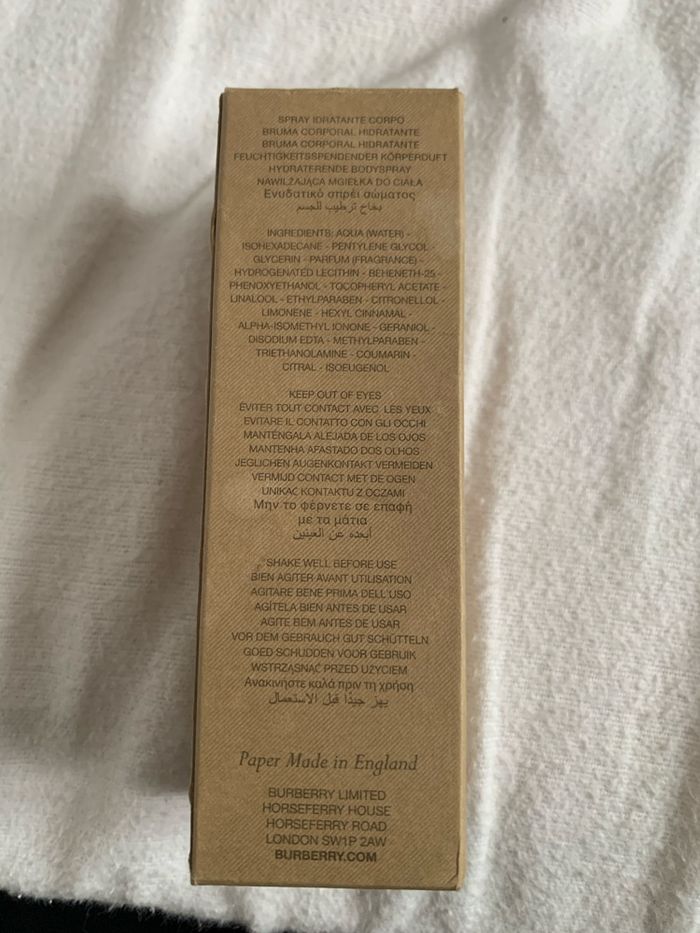 SPRAY IDRATANTE CORPO
BRUMA CORPORAL HIDRATANTE
BRUMA CORPORAL HIDRATANTE
FEUCHTIGKEITSSPENDENDER KÖRPERDUFT
HYDRATERENDE BODYSPRAY
NAWILŻAJĄCA MGIEŁKA DO CIAŁA
Ενυδατικό σπρέι σώματος
بخاخ ترطيب للجسم
INGREDIENTS: AQUA (WATER) -
ISOHEXADECANE - PENTYLENE GLYCOL -
GLYCERIN - PARFUM (FRAGRANCE) -
HYDROGENATED LECITHIN - BEHENETH-25 -
PHENOXYETHANOL - TOCOPHERYL ACETATE -
LINALOOL - ETHYLPARABEN - CITRONELLOL -
LIMONENE - HEXYL CINNAMAL -
ALPHA-ISOMETHYL IONONE - GERANIOL -
DISODIUM EDTA - METHYLPARABEN -
TRIETHANOLAMINE - COUMARIN -
CITRAL - ISOEUGENOL
KEEP OUT OF EYES
ÉVITER TOUT CONTACT AVEC LES YEUX
EVITARE IL CONTATTO CON GLI OCCHI
MANTÉNGALA ALEJADA DE LOS OJOS
MANTENHA AFASTADO DOS OLHOS
JEGLICHEN AUGENKONTAKT VERMEIDEN
VERMIJD CONTACT MET DE OGEN
UNIKAĆ KONTAKTU Z OCZAMI
Μην το φέρνετε σε επαφή
με τα μάτια
أبعده عن العينين
SHAKE WELL BEFORE USE
BIEN AGITER AVANT UTILISATION
AGITARE BENE PRIMA DELL'USO
AGITELA BIEN ANTES DE USAR
AGITE BEM ANTES DE USAR
VOR DEM GEBRAUCH GUT SCHÜTTELN
GOED SCHUDDEN VOOR GEBRUIK
WSTRZĄSNĄĆ PRZED UŻYCIEM
Ανακινήστε καλά πριν τη χρήση
يهز جيدًا قبل الاستعمال
Paper Made in England
BURBERRY LIMITED
HORSEFERRY HOUSE
HORSEFERRY ROAD
LONDON SW1P 2AW
BURBERRY.COM